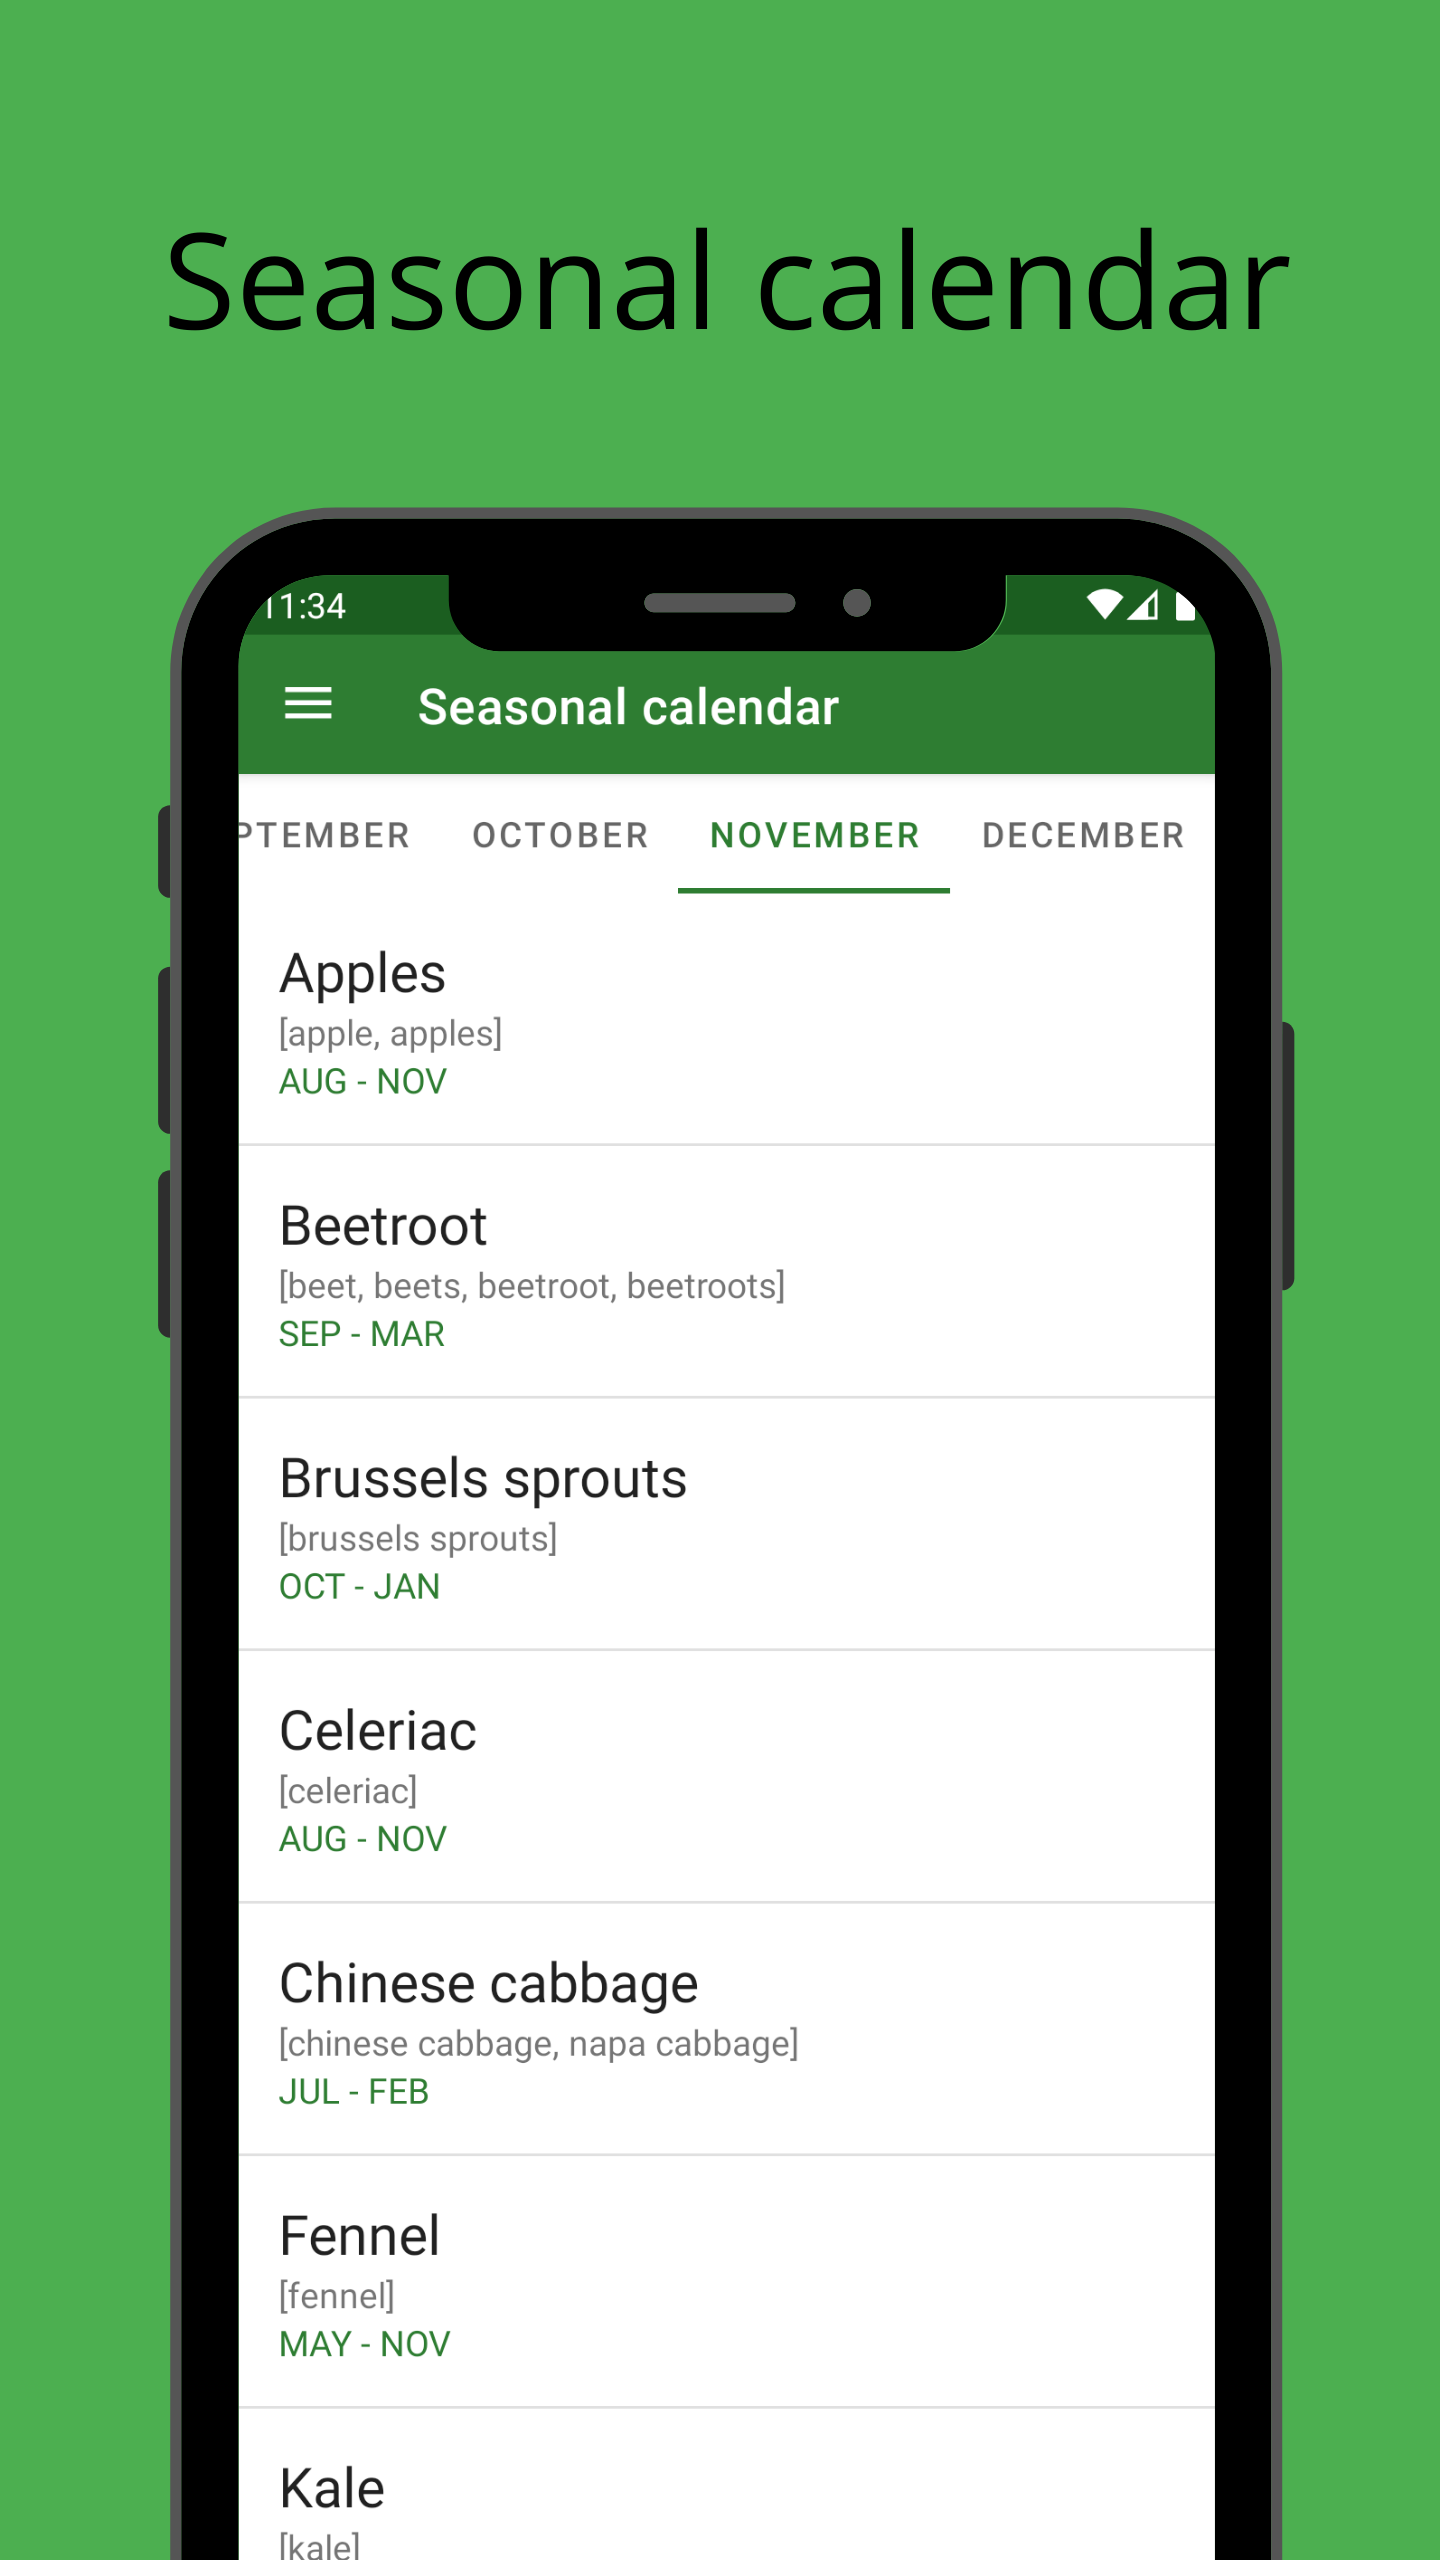 Seasonal calendar
11:34
Seasonal calendar
PTEMBER OCTOBER NOVEMBER DECEMBER
Apples
[apple, apples]
AUG - NOV
Beetroot
[beet, beets, beetroot, beetroots]
SEP - MAR
Brussels sprouts
[brussels sprouts]
OCT - JAN
Celeriac
[celeriac]
AUG - NOV
Chinese cabbage
[chinese cabbage, napa cabbage]
JUL - FEB
Fennel
[fennel]
MAY - NOV
Kale
[kale]